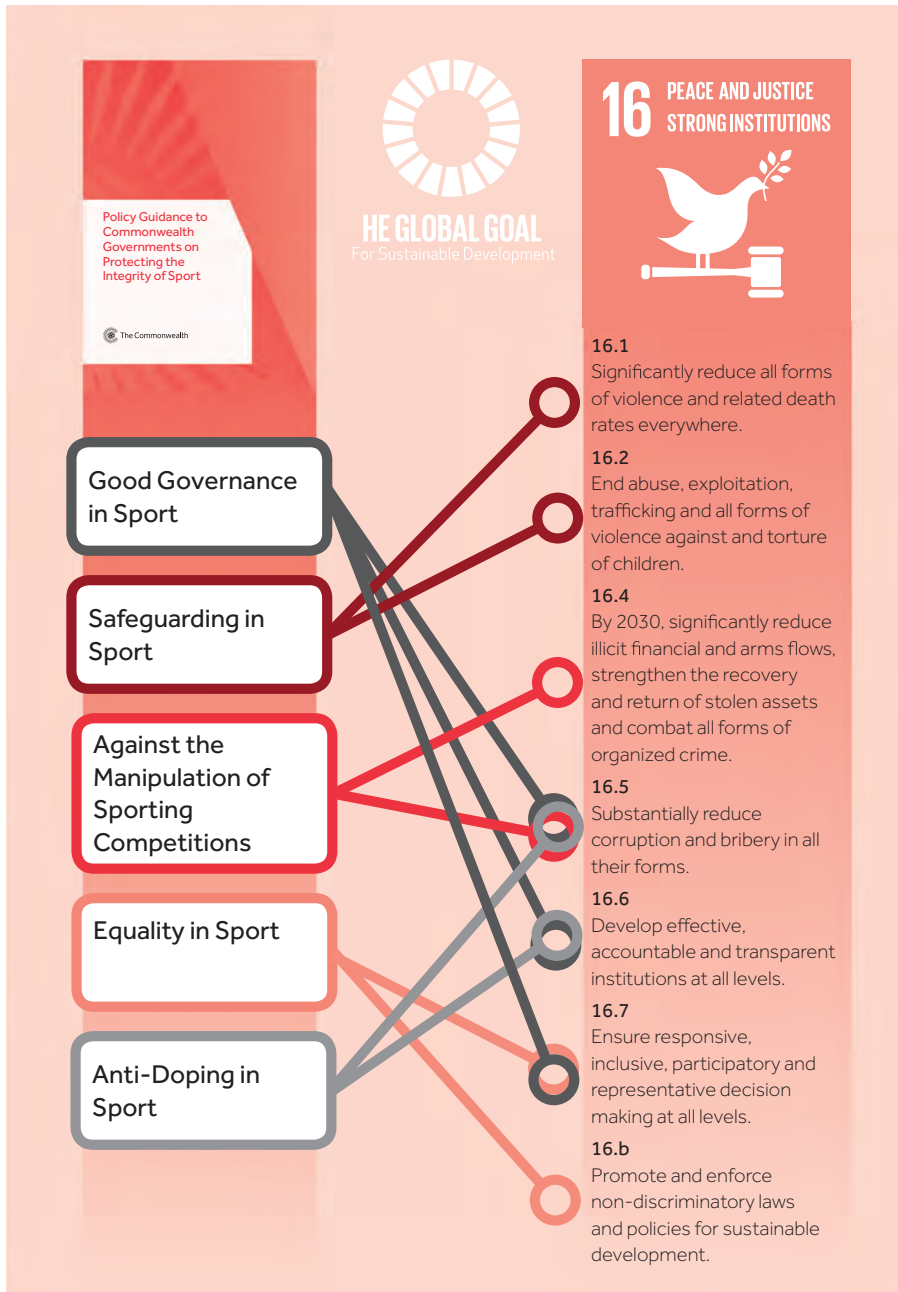 Policy Guidance to
Commonwealth
Governments on
Protecting the
Integrity of Sport
The Commonwealth
HE GLOBAL GOAL
For Sustainable Development
16 PEACE AND JUSTICE
STRONG INSTITUTIONS
Good Governance
in Sport
Safeguarding in
Sport
Against the
Manipulation of
Sporting
Competitions
Equality in Sport
Anti-Doping in
Sport
16.1
Significantly reduce all forms
of violence and related death
rates everywhere.
16.2
End abuse, exploitation,
trafficking and all forms of
violence against and torture
of children.
16.4
By 2030, significantly reduce
illicit financial and arms flows,
strengthen the recovery
and return of stolen assets
and combat all forms of
organized crime.
16.5
Substantially reduce
corruption and bribery in all
their forms.
16.6
Develop effective,
accountable and transparent
institutions at all levels.
16.7
Ensure responsive,
inclusive, participatory and
representative decision
making at all levels.
16.b
Promote and enforce
non-discriminatory laws
and policies for sustainable
development.